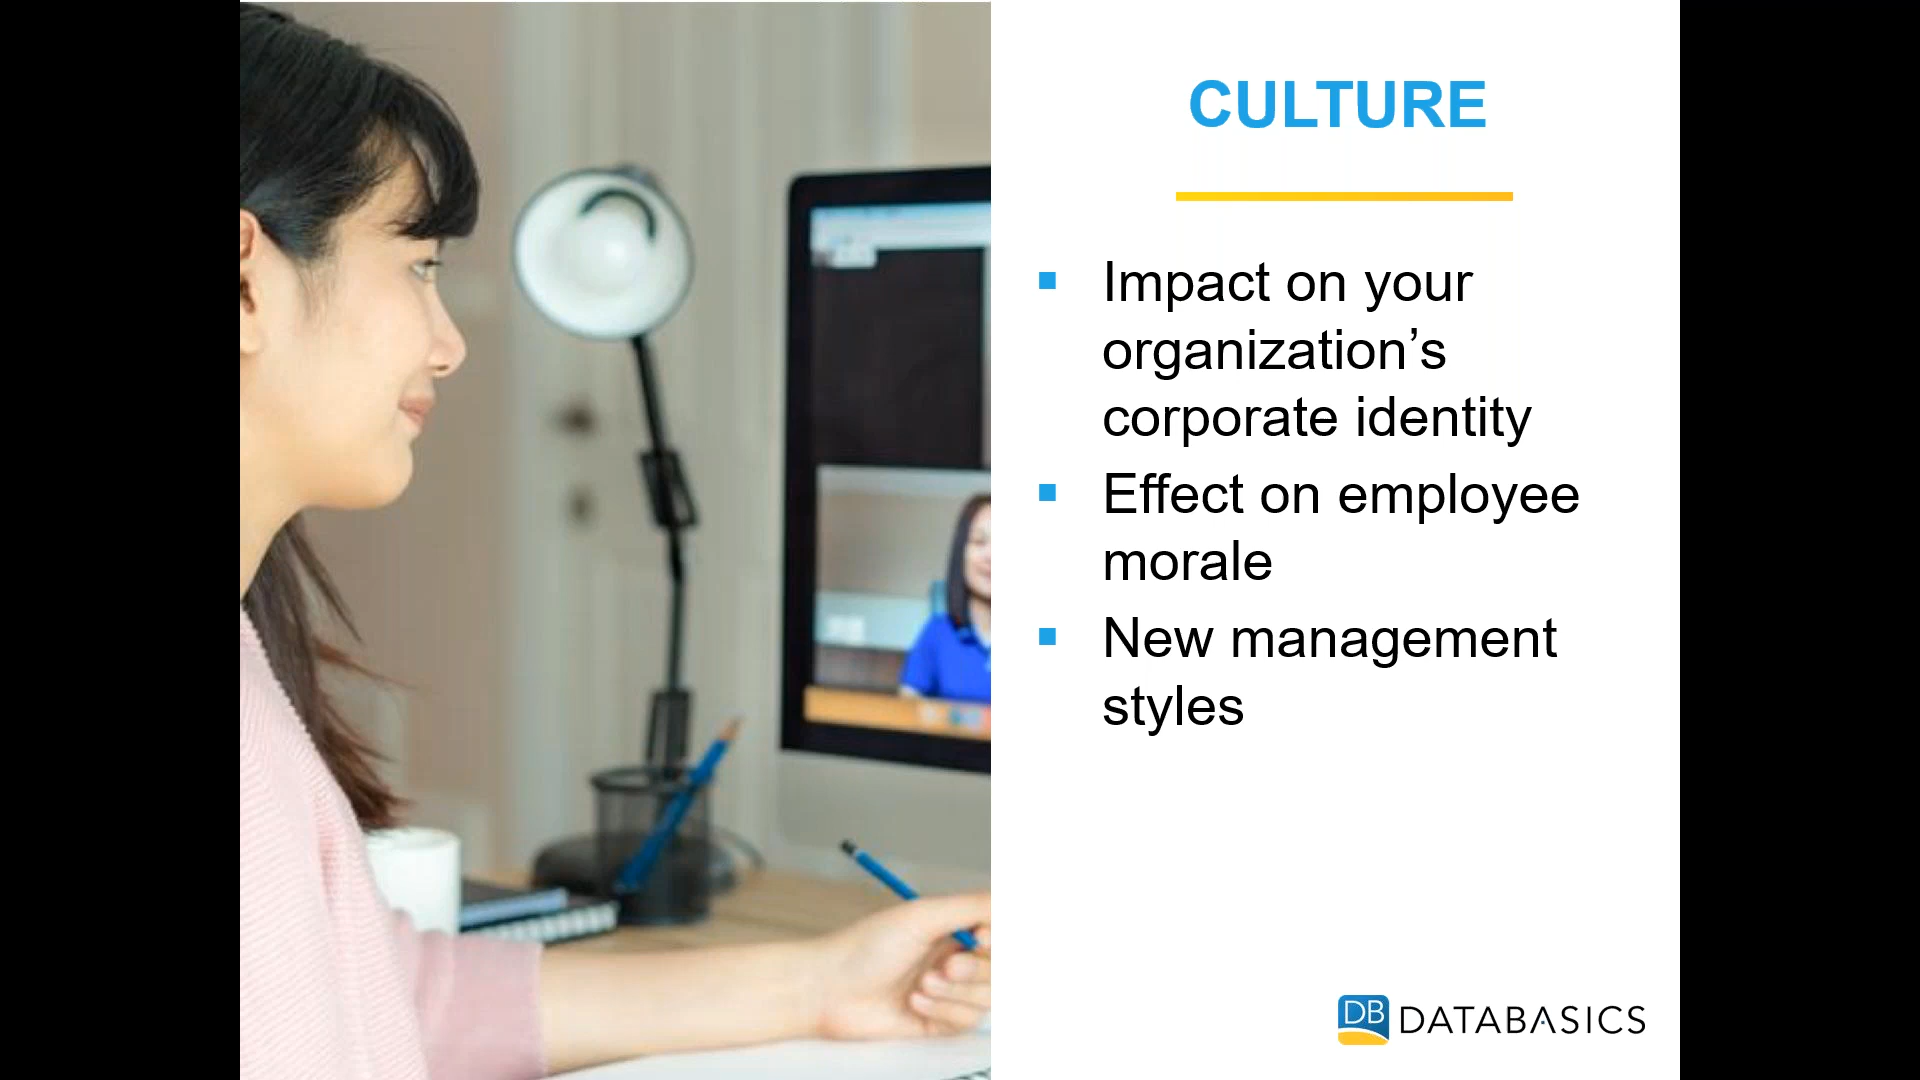 CULTURE
▪ Impact on your
organization’s
corporate identity
▪ Effect on employee
morale
▪ New management
styles
DB DATABASICS